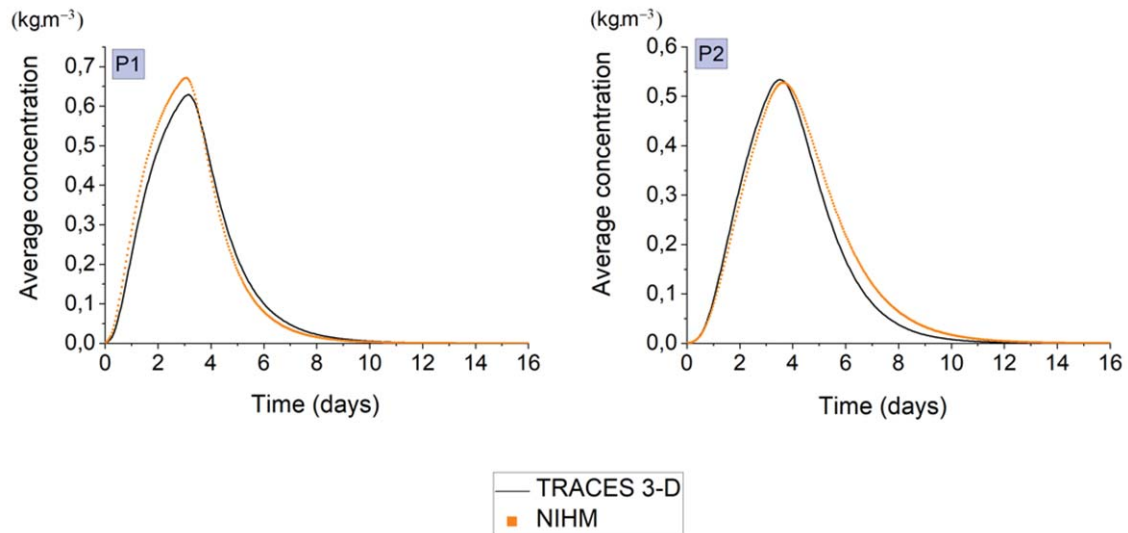 (kg.m⁻³)
P1
Average concentration
0,7
0,6
0,5
0,4
0,3
0,2
0,1
0,0
0 2 4 6 8 10 12 14 16
Time (days)
(kg.m⁻³)
P2
Average concentration
0,6
0,5
0,4
0,3
0,2
0,1
0,0
0 2 4 6 8 10 12 14 16
Time (days)
TRACES 3-D
NIHM